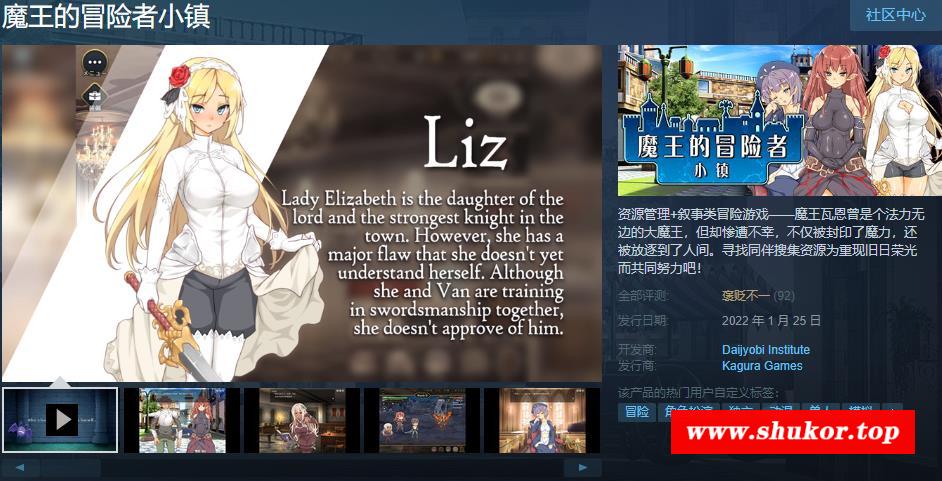 魔王的冒险者小镇
社区中心
メニュー
Liz
Lady Elizabeth is the daughter of the
lord and the strongest knight in the
town. However, she has a
major flaw that she doesn't yet
understand herself. Although
she and Van are training
in swordsmanship together,
she doesn't approve of him.
魔王的冒险者
小镇
资源管理+叙事类冒险游戏——魔王瓦恩曾是个法力无
边的大魔王，但却惨遭不幸，不仅被封印了魔力，还
被放逐到了人间。寻找同伴搜集资源为重现旧日荣光
而共同努力吧！
全部评测: 褒贬不一 (92)
发行日期: 2022 年 1 月 25 日
开发商: Daijyobi Institute
发行商: Kagura Games
该产品的热门用户自定义标签：
冒险
www.shukor.top